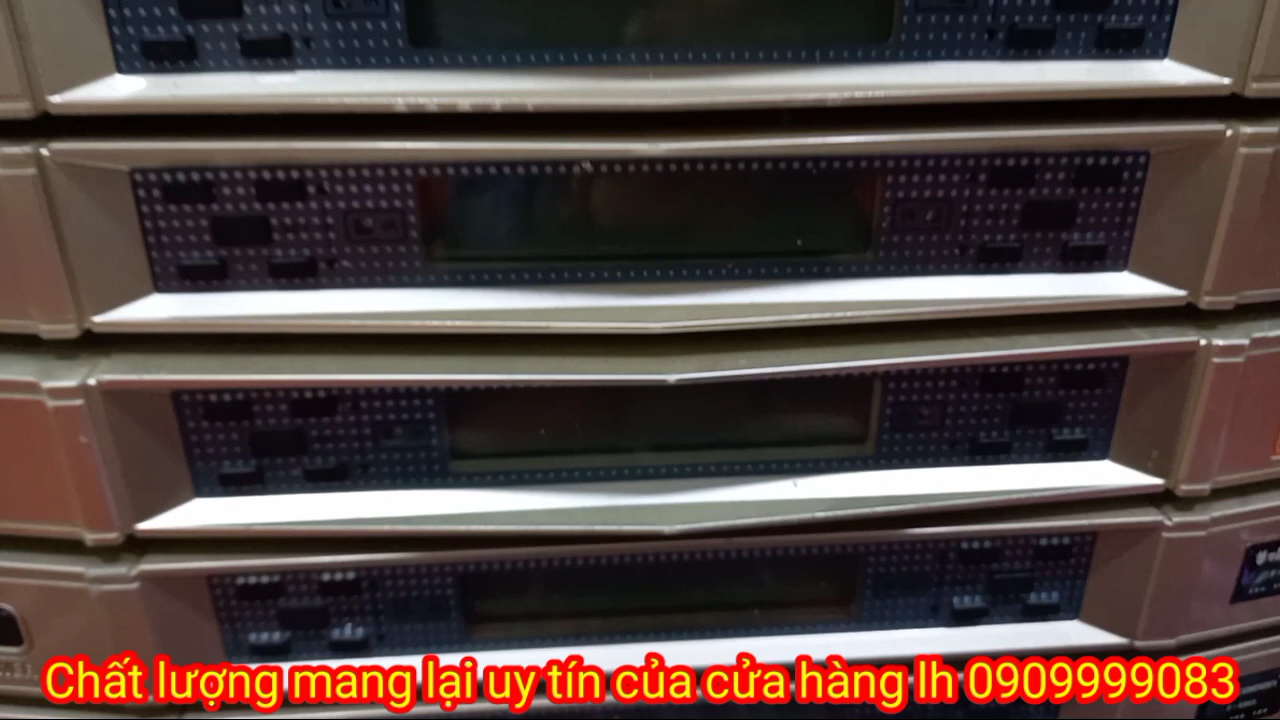 Chất lượng mang lại uy tín của cửa hàng lh 0909999083